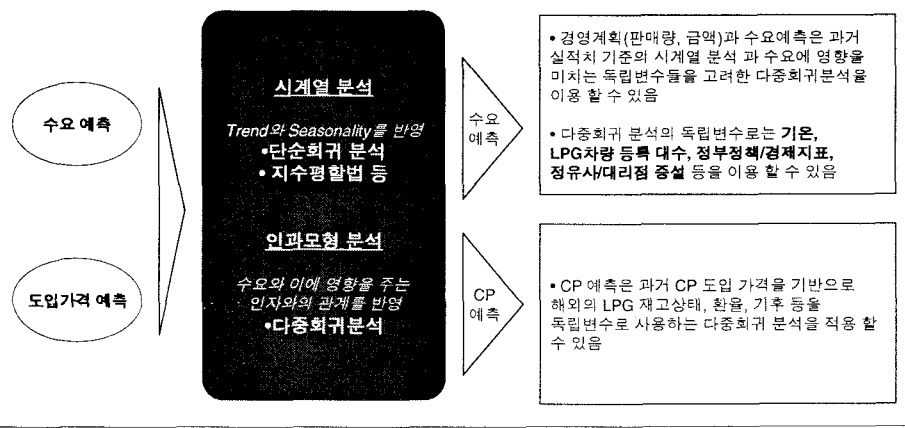 수요 예측
도입가격 예측
시계열 분석
Trend와 Seasonality를 반영
•단순회귀 분석
• 지수평활법 등
인과모형 분석
수요와 이에 영향을 주는
인자와의 관계를 반영
•다중회귀분석
수요
예측
CP
예측
• 경영계획(판매량, 금액)과 수요예측은 과거
실적치 기준의 시계열 분석 과 수요에 영향을
미치는 독립변수들을 고려한 다중회귀분석을
이용 할 수 있음
• 다중회귀 분석의 독립변수로는 기온,
LPG차량 등록 대수, 정부정책/경제지표,
정유사/대리점 증설 등을 이용 할 수 있음
• CP 예측은 과거 CP 도입 가격을 기반으로
해외의 LPG 재고상태, 환율, 기후 등을
독립변수로 사용하는 다중회귀 분석을 적용 할
수 있음